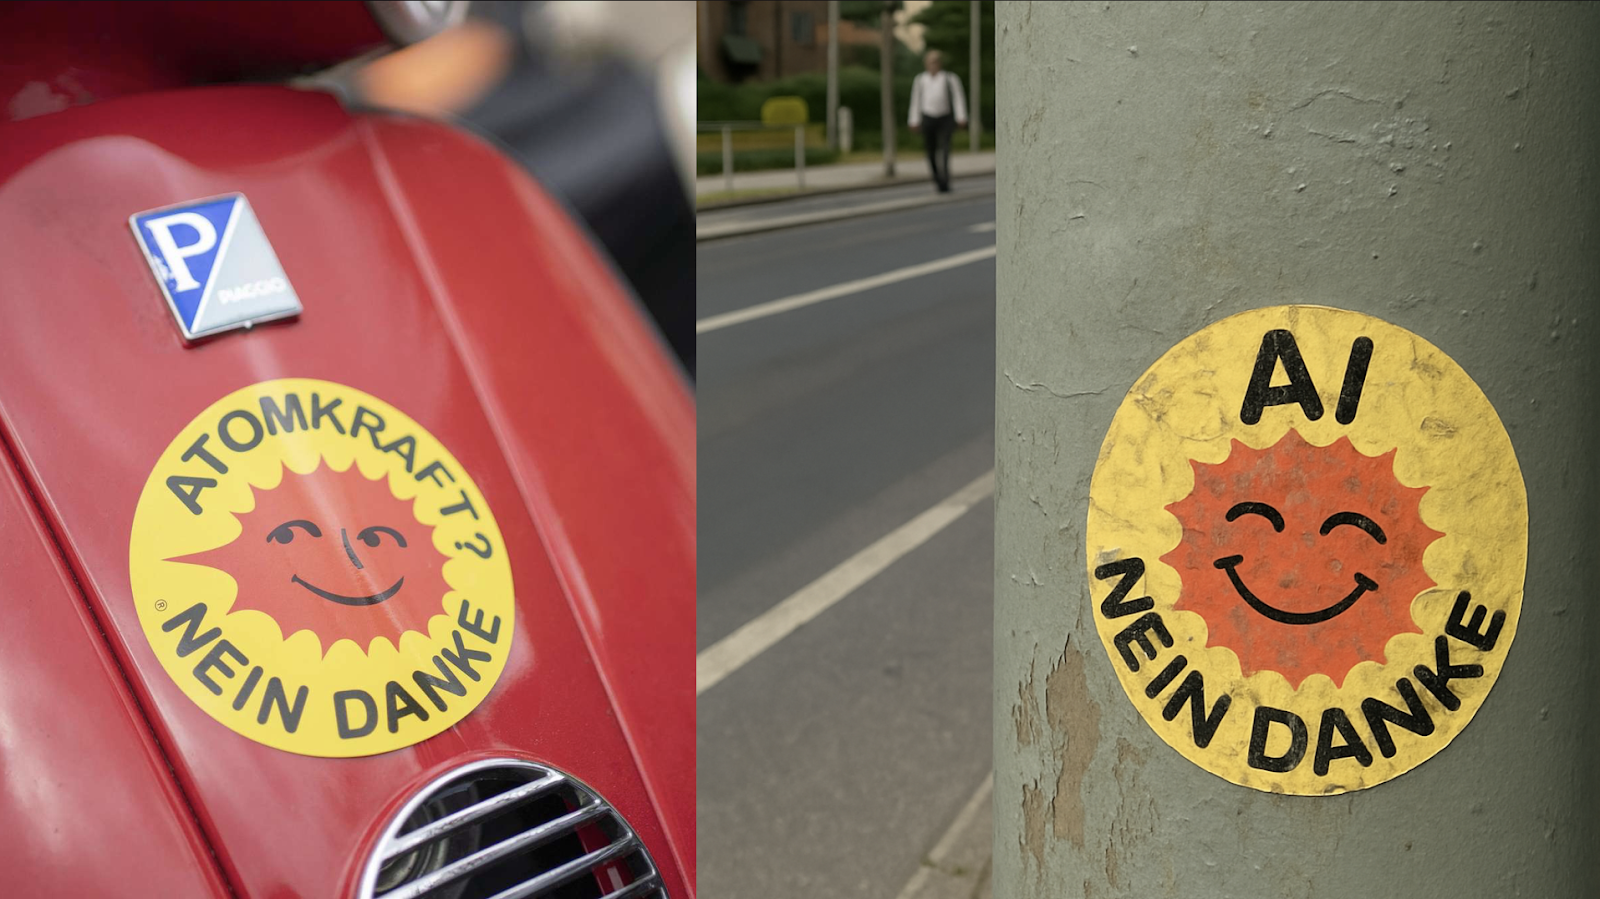 P
PIAGGIO
ATOMKRAFT?
NEIN DANKE
®
AI
NEIN DANKE